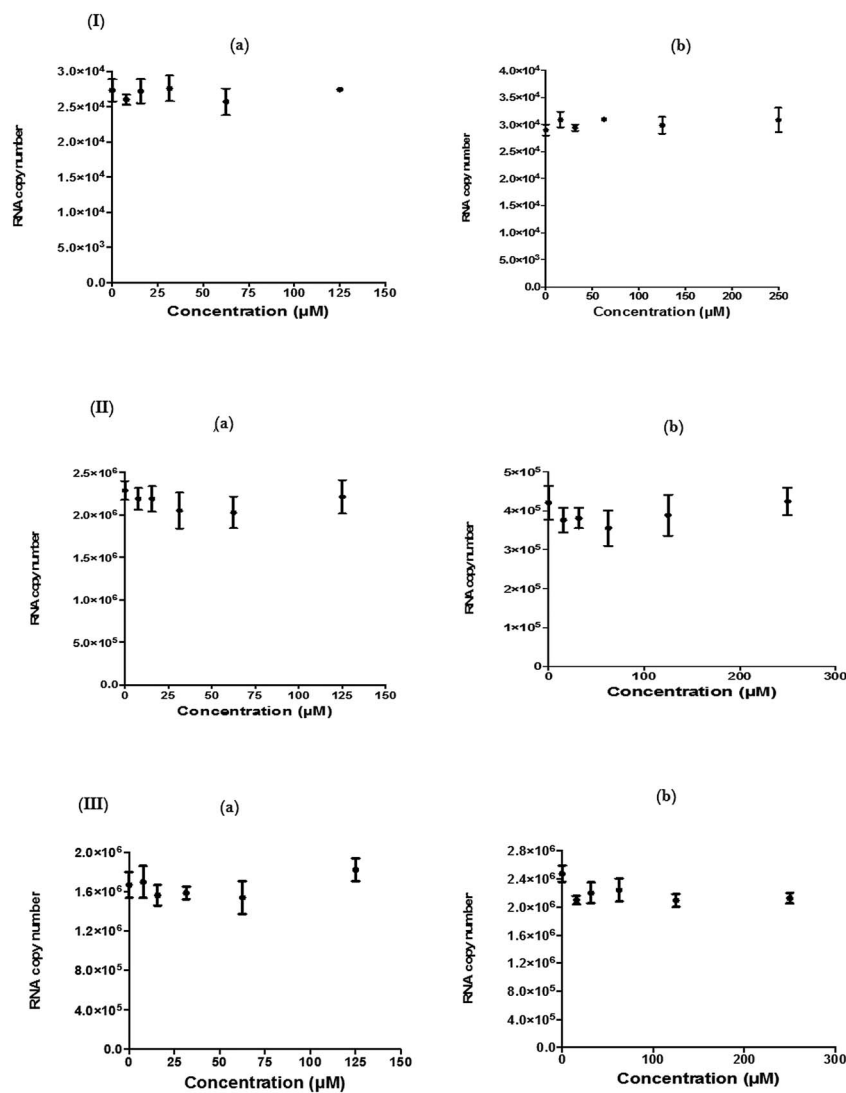 (I)
(a)
3.0×10⁴
2.5×10⁴
2.0×10⁴
1.5×10⁴
1.0×10⁴
5.0×10³
0.0
RNA copy number
0 25 50 75 100 125 150
Concentration (µM)
(b)
4.0×10⁴
3.5×10⁴
3.0×10⁴
2.5×10⁴
2.0×10⁴
1.5×10⁴
1.0×10⁴
5.0×10³
0.0
RNA copy number
0 50 100 150 200 250
Concentration (µM)
(II)
(a)
2.5×10⁶
2.0×10⁶
1.5×10⁶
1.0×10⁶
5.0×10⁵
0.0
RNA copy number
0 25 50 75 100 125 150
Concentration (µM)
(b)
5×10⁵
4×10⁵
3×10⁵
2×10⁵
1×10⁵
0
RNA copy number
0 100 200 300
Concentration (µM)
(III)
(a)
2.0×10⁶
1.6×10⁶
1.2×10⁶
8.0×10⁵
4.0×10⁵
0.0
RNA copy number
0 25 50 75 100 125 150
Concentration (µM)
(b)
2.8×10⁶
2.4×10⁶
2.0×10⁶
1.6×10⁶
1.2×10⁶
8.0×10⁵
4.0×10⁵
0.0
RNA copy number
0 100 200 300
Concentration (µM)